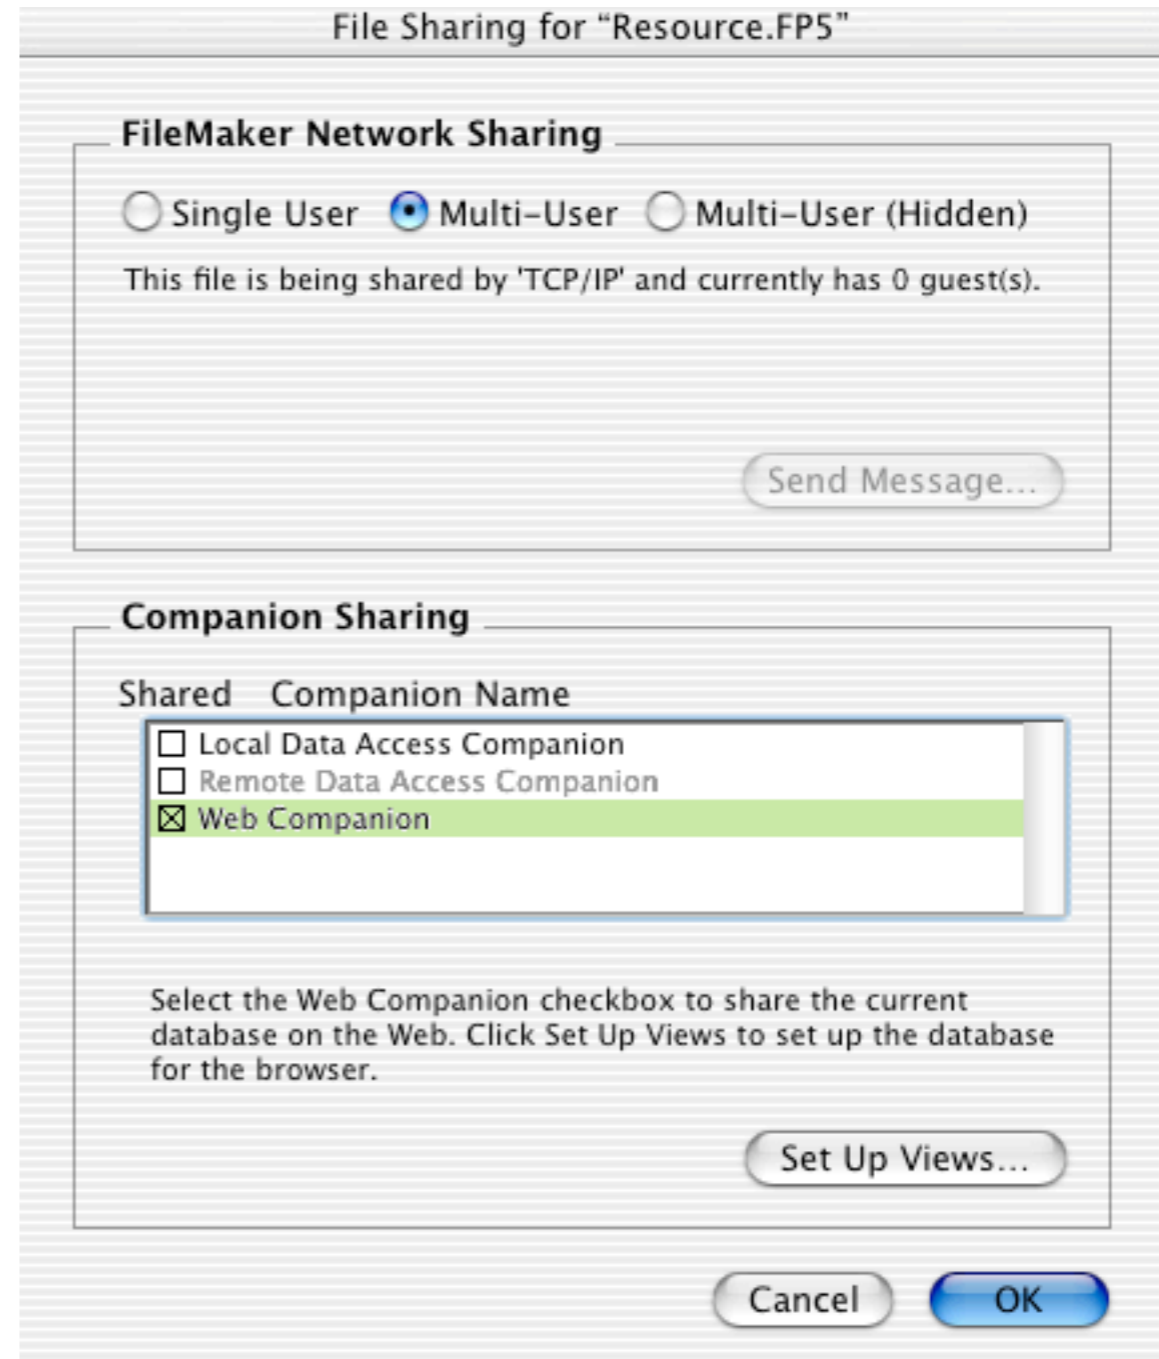 File Sharing for “Resource.FP5”
FileMaker Network Sharing
Single User Multi-User Multi-User (Hidden)
This file is being shared by 'TCP/IP' and currently has 0 guest(s).
Send Message...
Companion Sharing
Shared Companion Name
Local Data Access Companion
Remote Data Access Companion
Web Companion
Select the Web Companion checkbox to share the current
database on the Web. Click Set Up Views to set up the database
for the browser.
Set Up Views...
Cancel OK